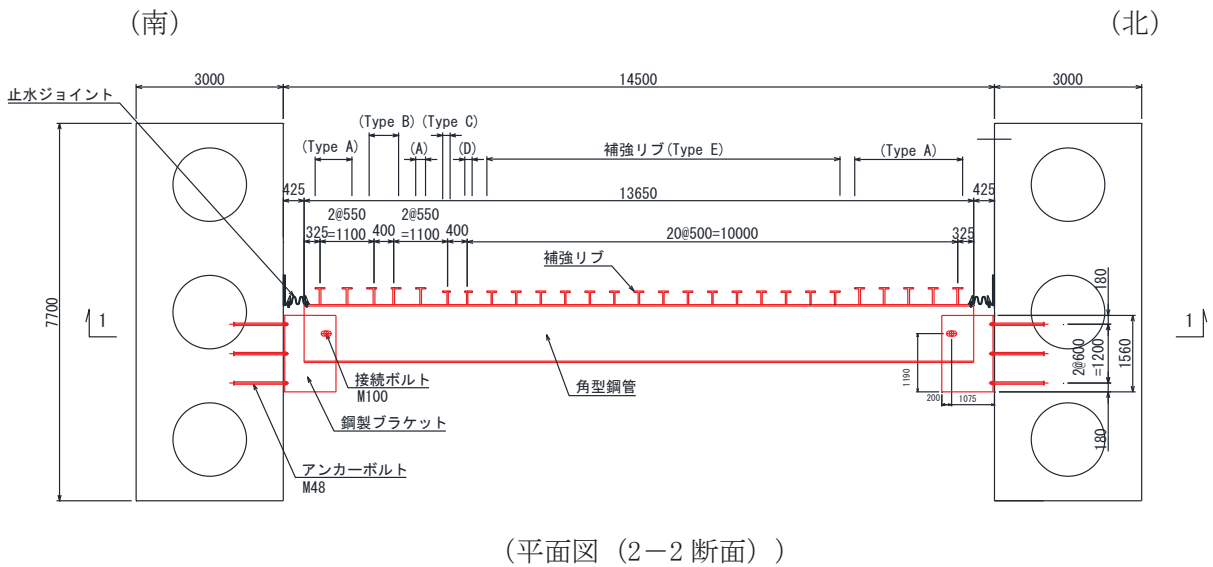 (南)
(北)
3000
14500
3000
止水ジョイント
(Type B)
(Type C)
(Type A)
(A)
(D)
補強リブ(Type E)
(Type A)
425
13650
425
2@550
=1100
2@550
=1100
325
400
400
20@500=10000
325
補強リブ
180
7700
1
1
2@600
=1200
1560
1190
接続ボルト
M100
角型鋼管
200
1075
鋼製ブラケット
180
アンカーボルト
M48
(平面図 (2-2 断面) )